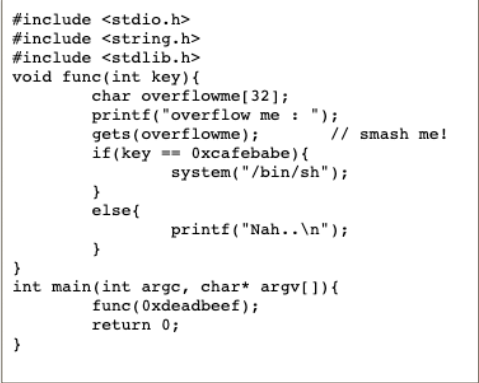 #include <stdio.h>
#include <string.h>
#include <stdlib.h>
void func(int key){
        char overflowme[32];
        printf("overflow me : ");
        gets(overflowme);       // smash me!
        if(key == 0xcafebabe){
                system("/bin/sh");
        }
        else{
                printf("Nah..\n");
        }
}
int main(int argc, char* argv[]){
        func(0xdeadbeef);
        return 0;
}